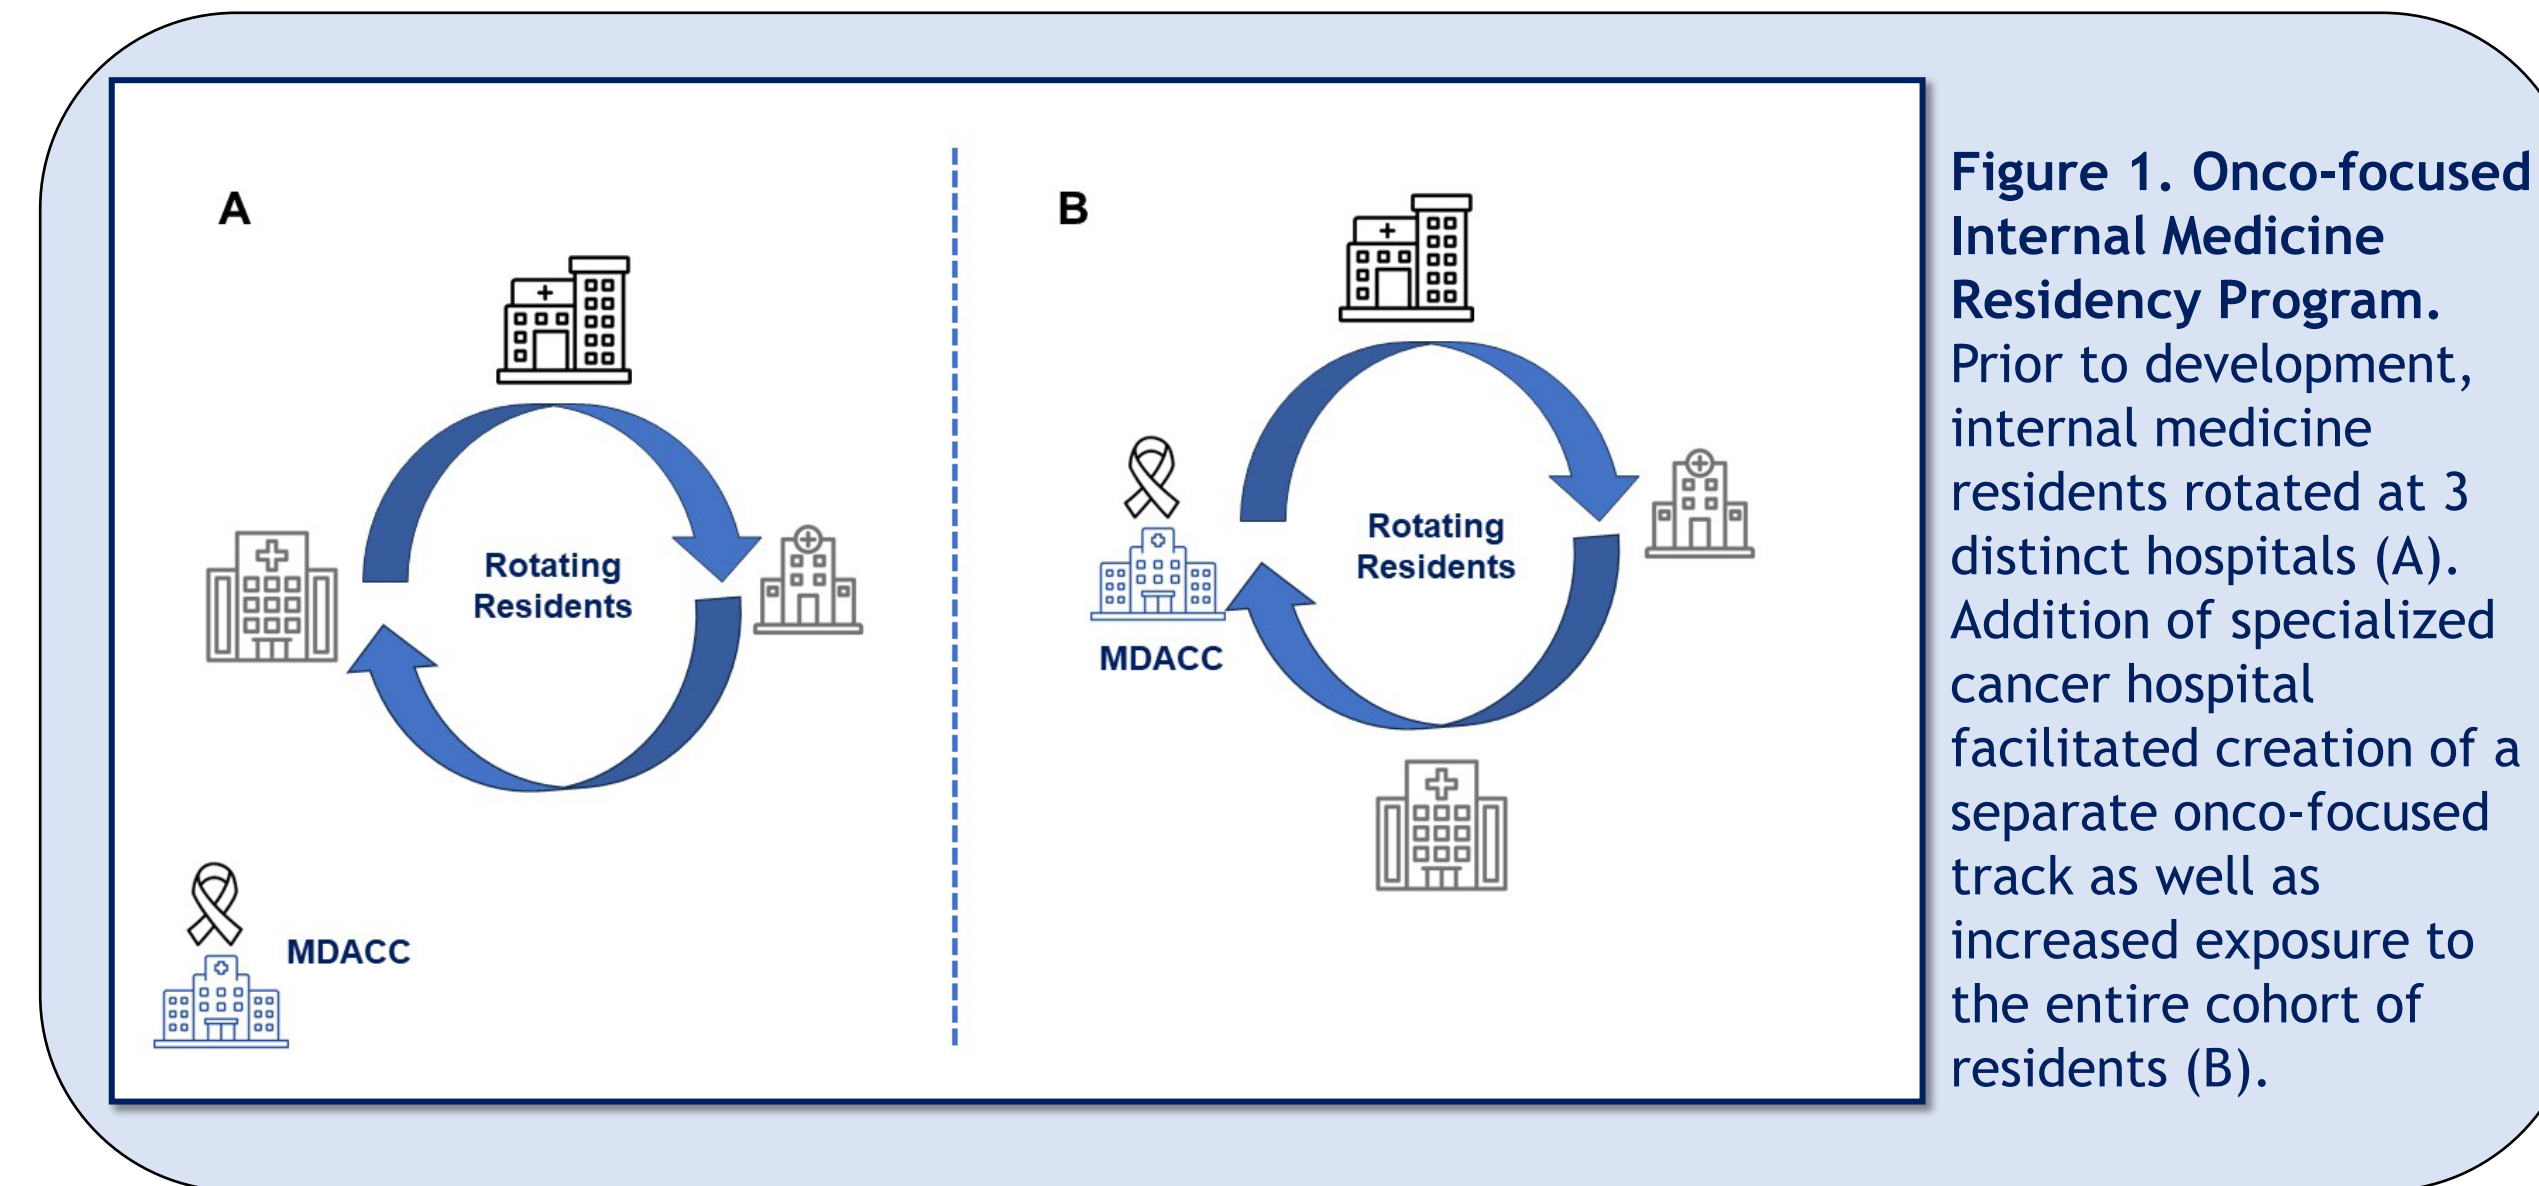 A
Rotating
Residents
MDACC
B
Rotating
Residents
MDACC
Figure 1. Onco-focused
Internal Medicine
Residency Program.
Prior to development,
internal medicine
residents rotated at 3
distinct hospitals (A).
Addition of specialized
cancer hospital
facilitated creation of a
separate onco-focused
track as well as
increased exposure to
the entire cohort of
residents (B).